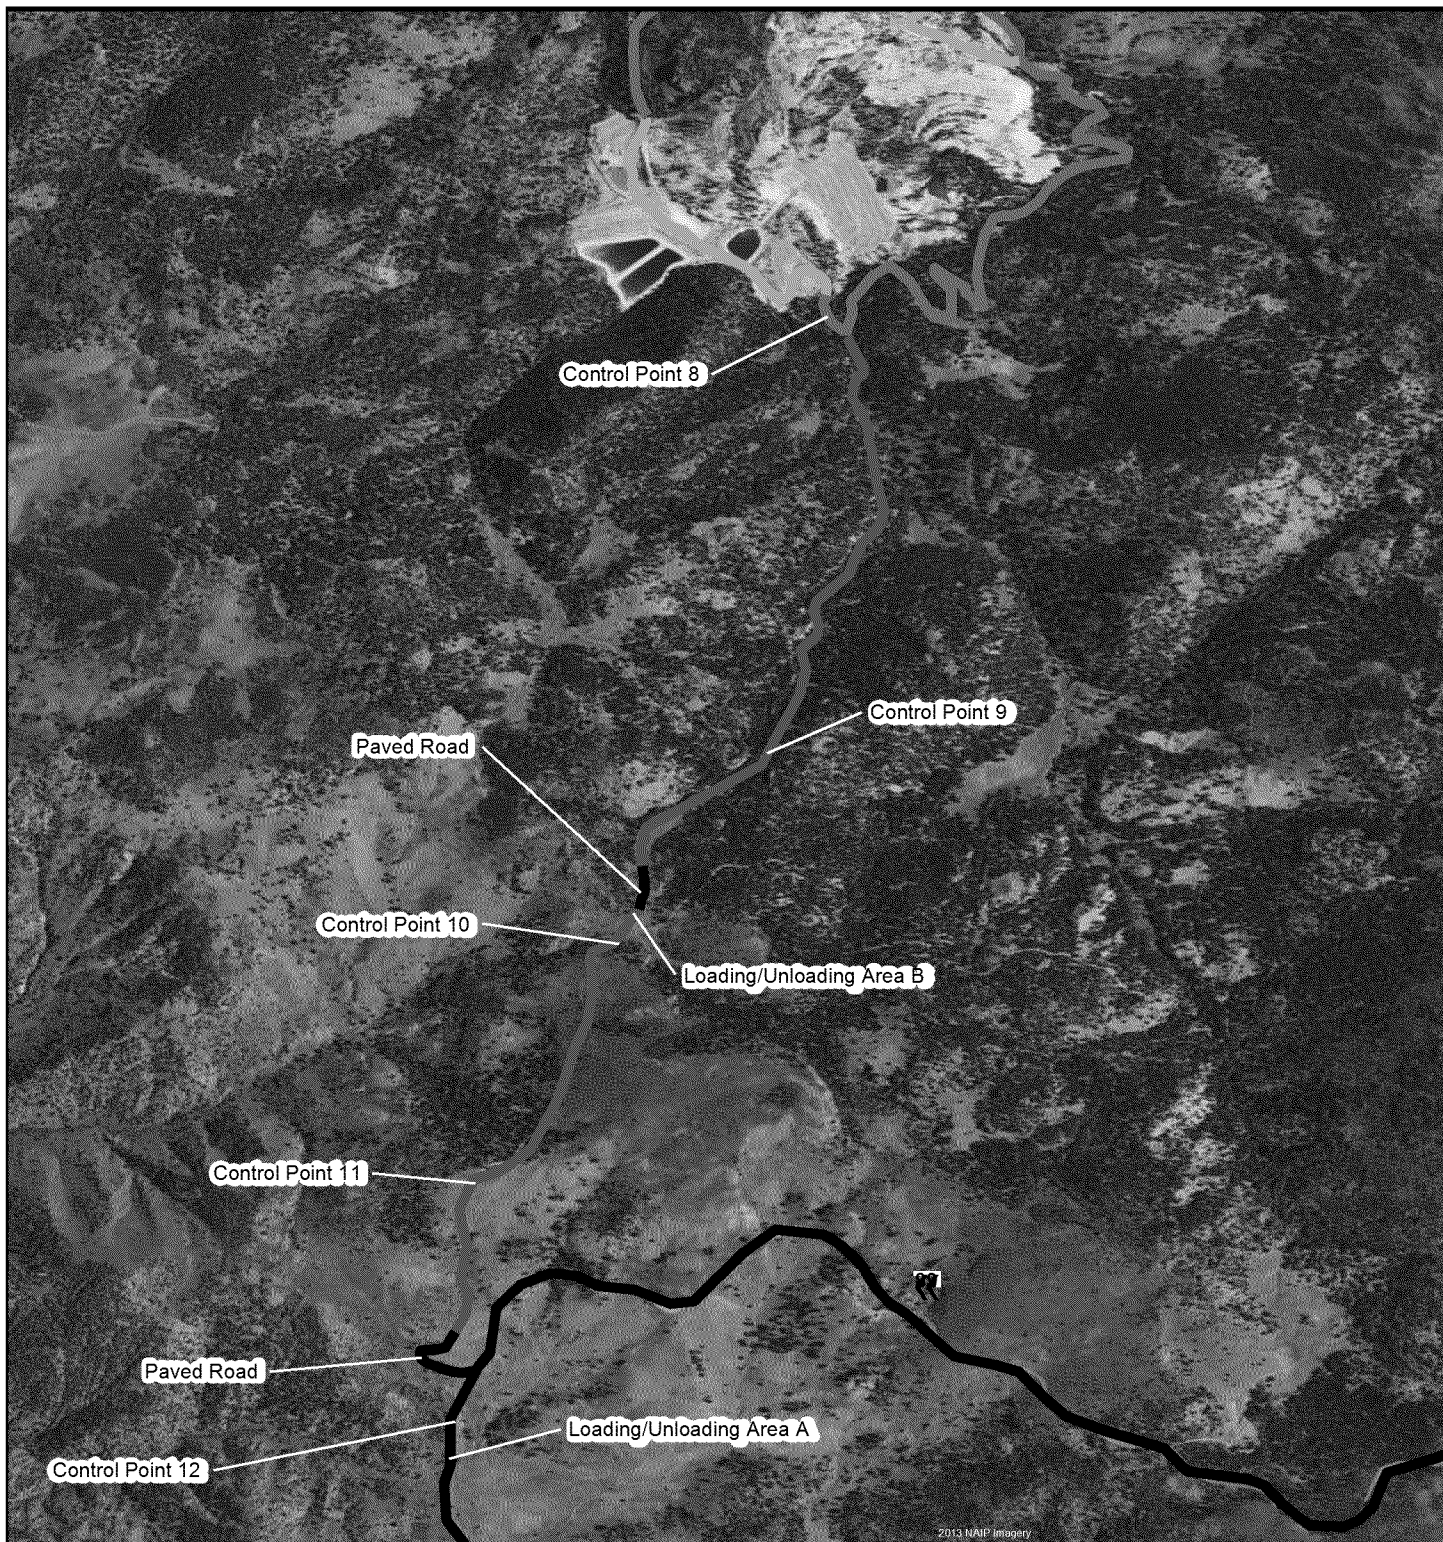 Control Point 8
Control Point 9
Paved Road
Control Point 10
Loading/Unloading Area B
Control Point 11
Paved Road
Loading/Unloading Area A
Control Point 12
2013 NAIP Imagery